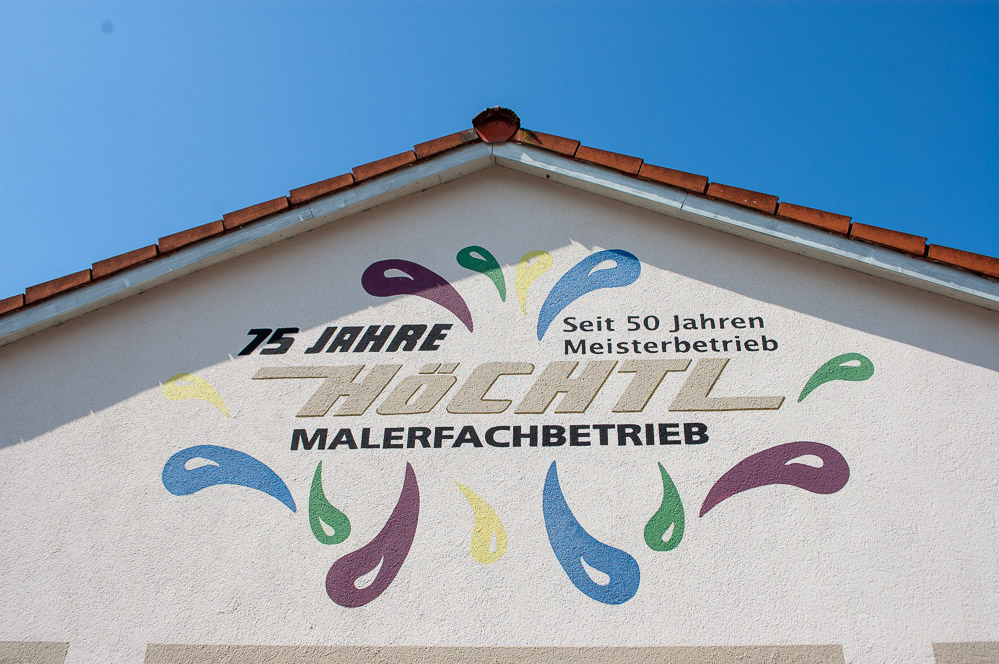 75 JAHRE
Seit 50 Jahren
Meisterbetrieb
HÖCHTL
MALERFACHBETRIEB